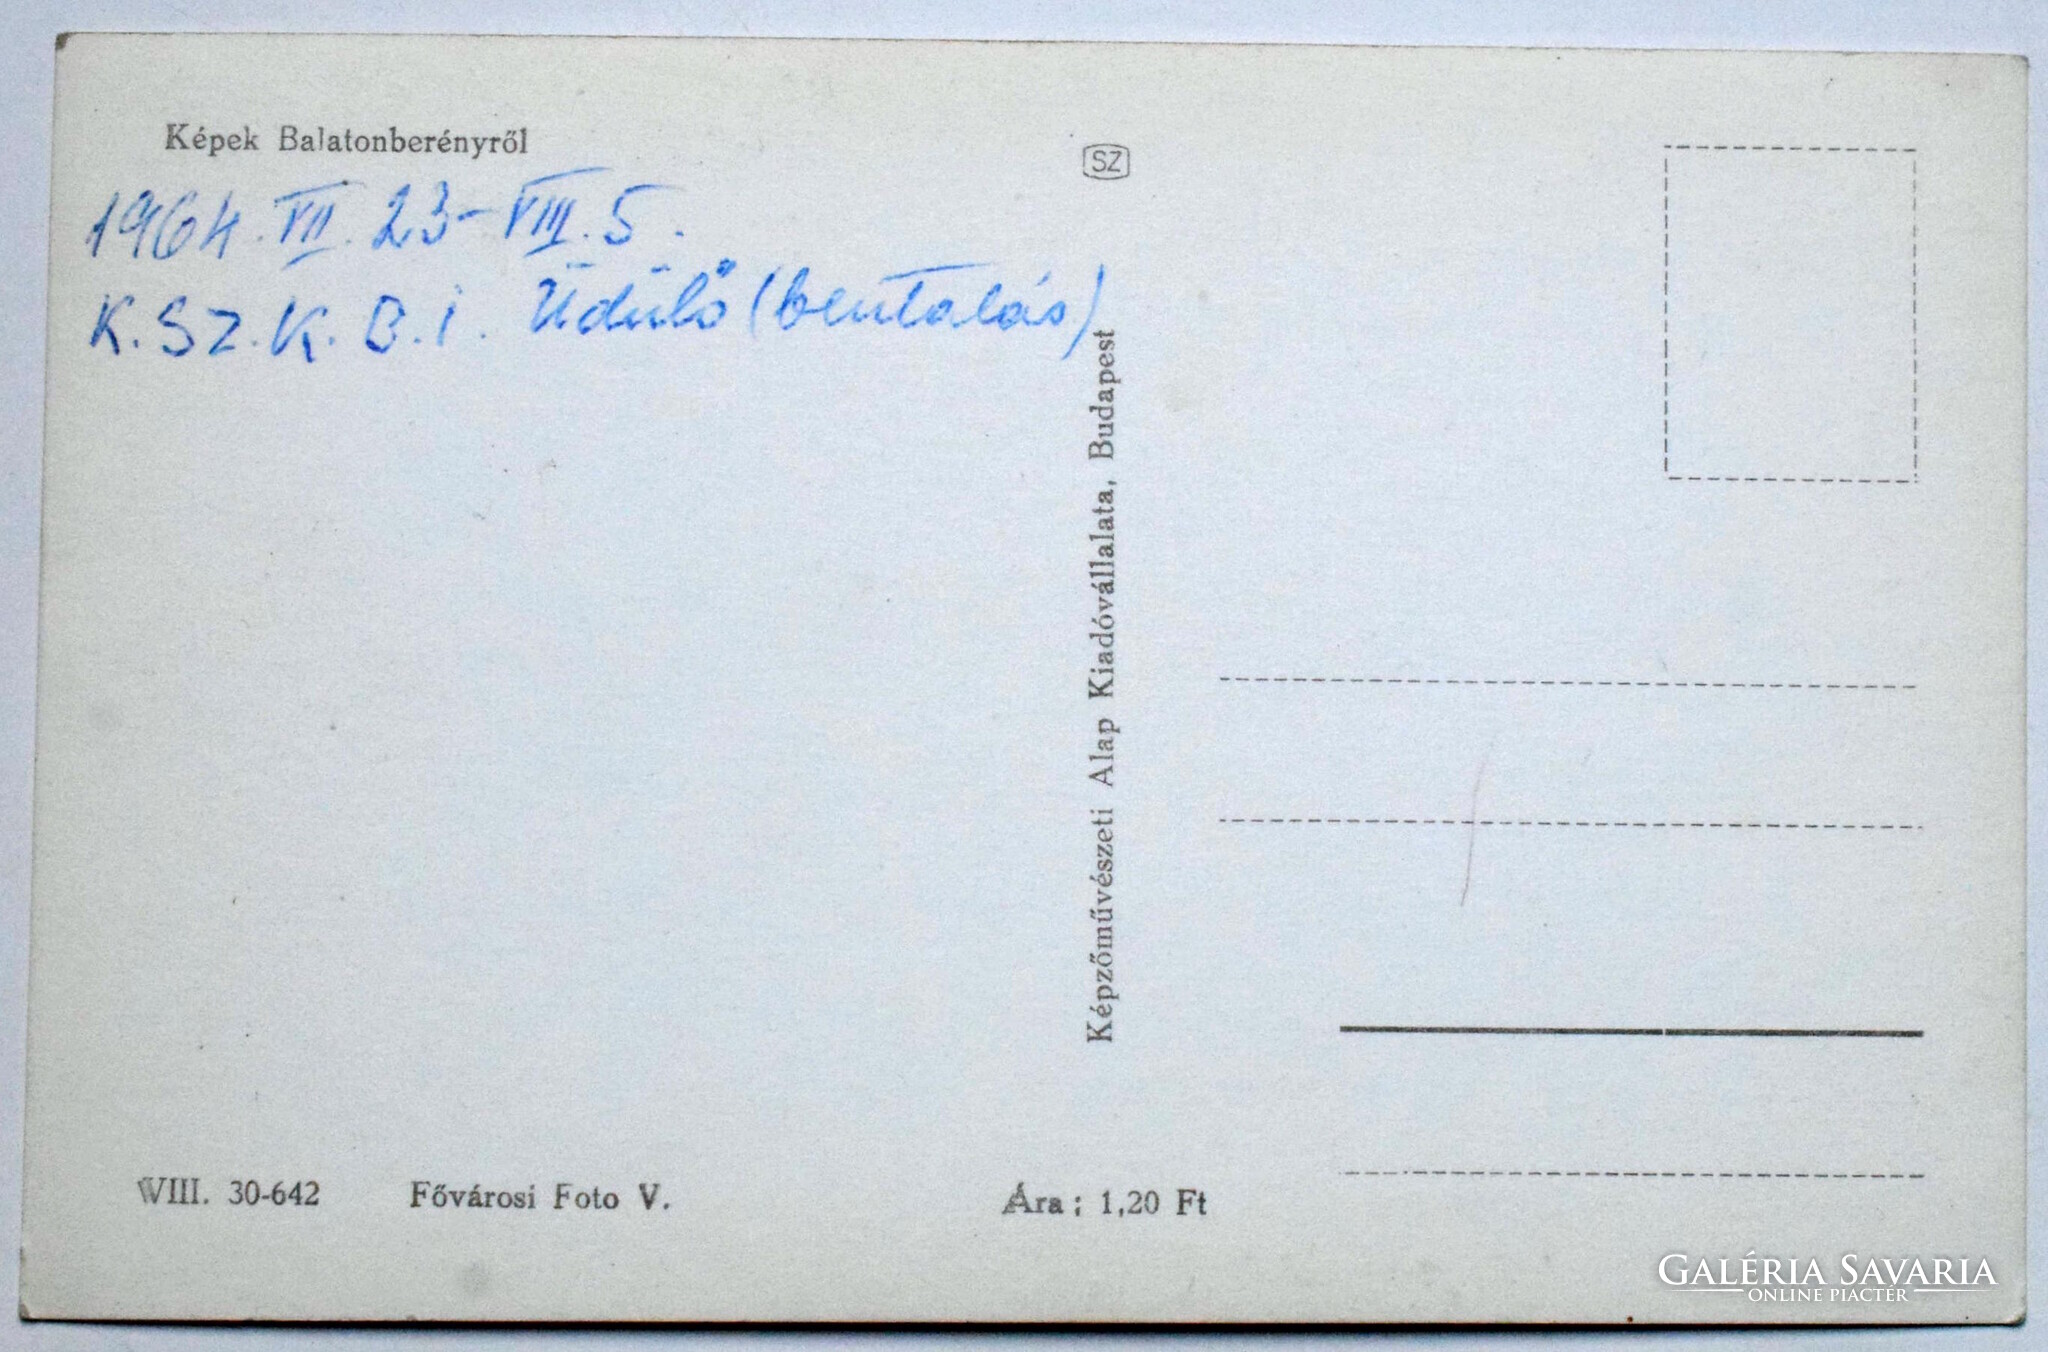 Képek Balatonberényről
1964. VII. 23-VIII. 5.
K. SZ. K. B. I. Üdülő (beutalás)
SZ
Képzőművészeti Alap Kiadóvállalata, Budapest
VIII. 30-642 Fővárosi Foto V. Ára: 1,20 Ft
GALÉRIA SAVARIA
ONLINE PIACTÉR